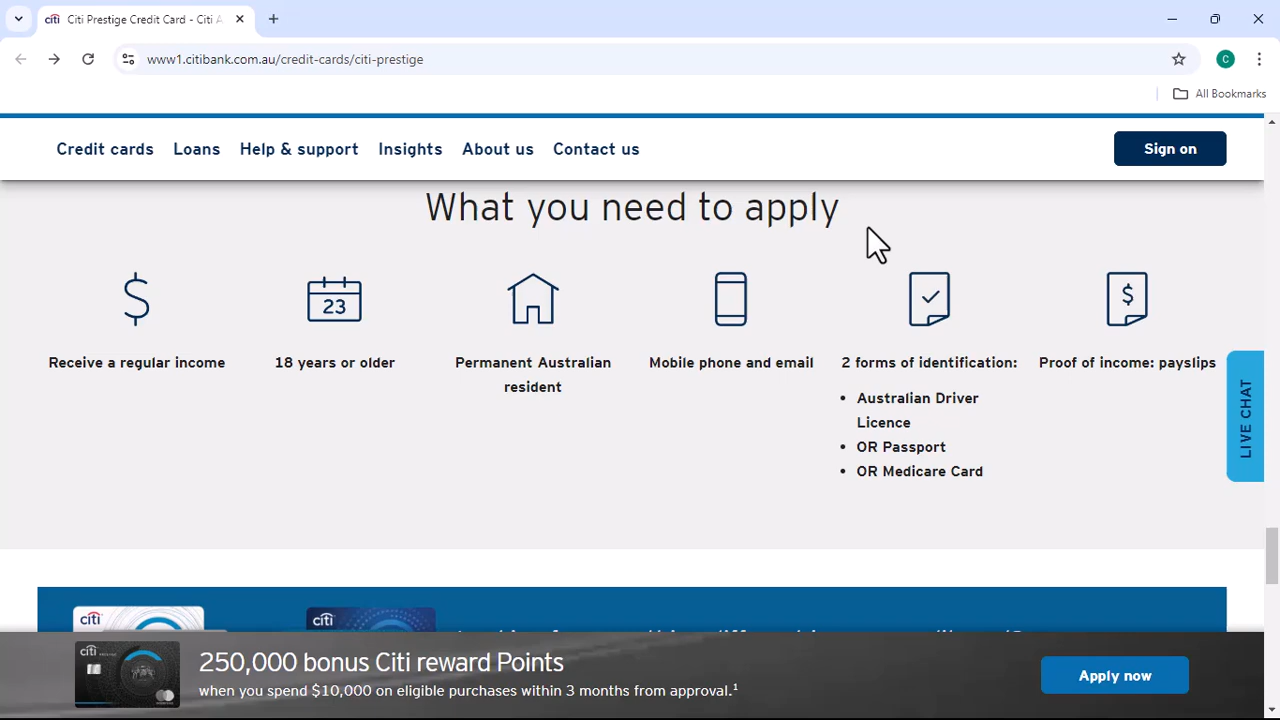 citi
Citi Prestige Credit Card - Citi A
www1.citibank.com.au/credit-cards/citi-prestige
C
All Bookmarks
Credit cards
Loans
Help & support
Insights
About us
Contact us
Sign on
What you need to apply
$
23
$
Receive a regular income
18 years or older
Permanent Australian
resident
Mobile phone and email
2 forms of identification:
• Australian Driver
Licence
• OR Passport
• OR Medicare Card
Proof of income: payslips
LIVE CHAT
citi
citi
citi
250,000 bonus Citi reward Points
when you spend $10,000 on eligible purchases within 3 months from approval.¹
Apply now